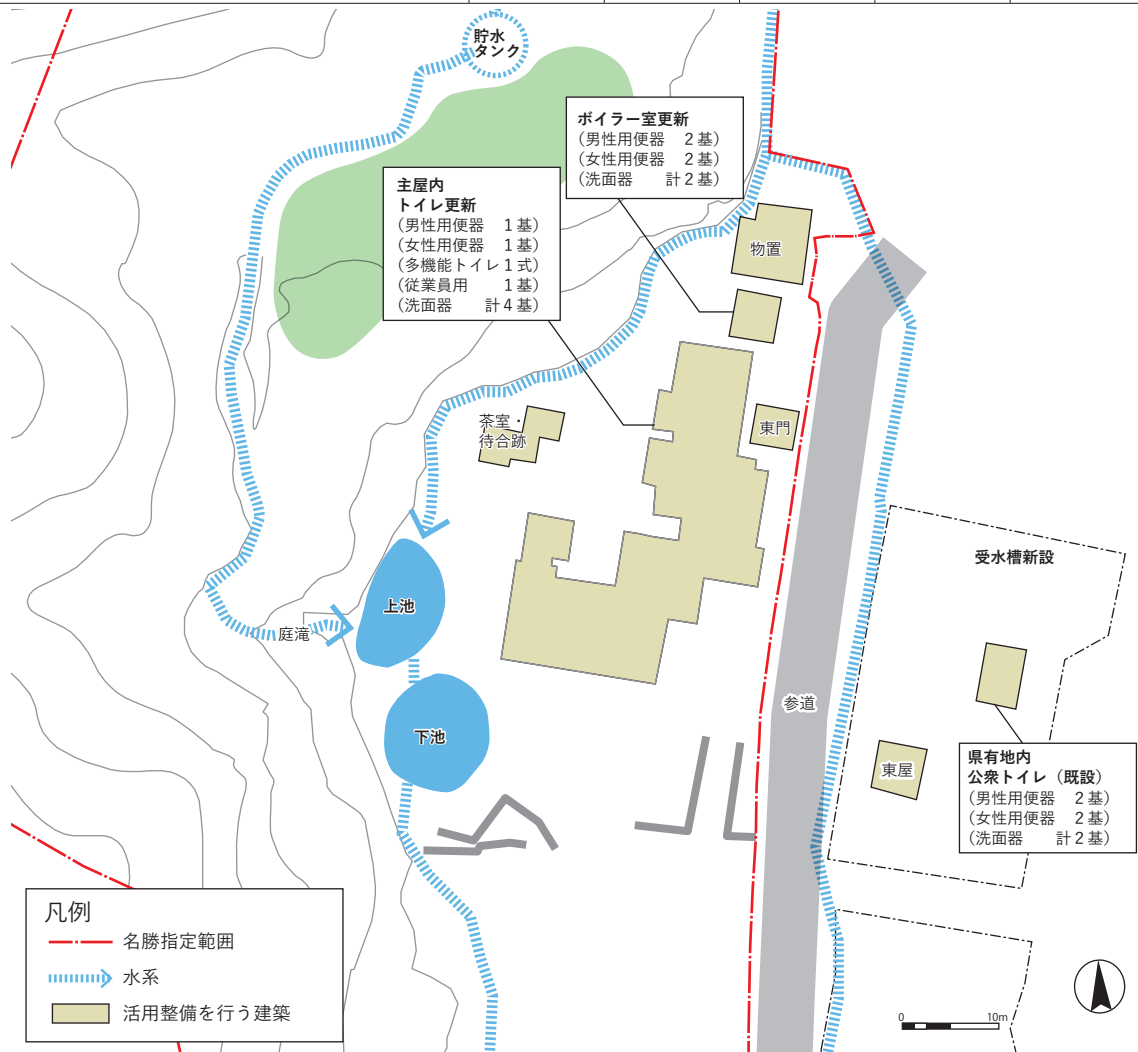 貯水
タンク
ボイラー室更新
(男性用便器　2基)
(女性用便器　2基)
(洗面器　　計2基)
主屋内
トイレ更新
(男性用便器　1基)
(女性用便器　1基)
(多機能トイレ1式)
(従業員用　　1基)
(洗面器　　計4基)
物置
茶室・
待合跡
東門
受水槽新設
上池
庭滝
下池
参道
東屋
県有地内
公衆トイレ（既設）
(男性用便器　2基)
(女性用便器　2基)
(洗面器　　計2基)
凡例
名勝指定範囲
水系
活用整備を行う建築
0　10m